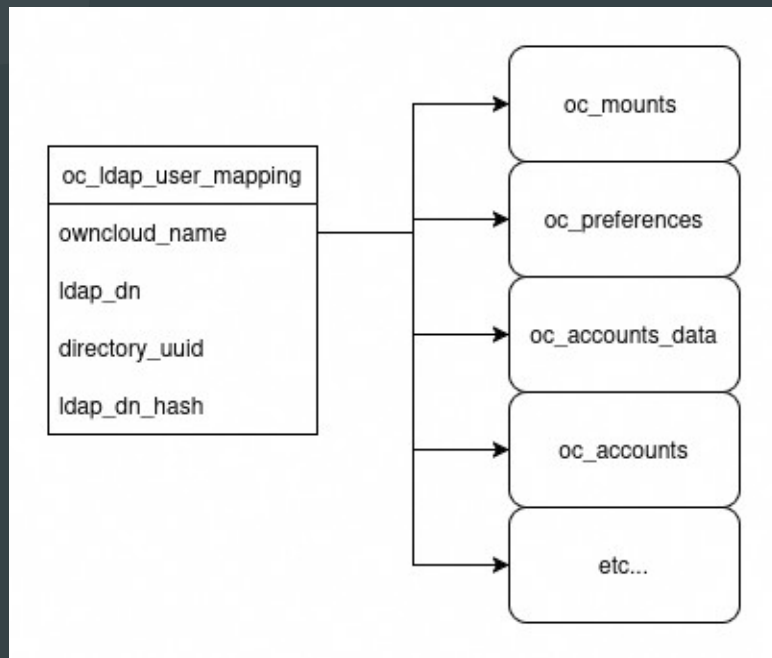 oc_ldap_user_mapping
owncloud_name
ldap_dn
directory_uuid
ldap_dn_hash
oc_mounts
oc_preferences
oc_accounts_data
oc_accounts
etc...